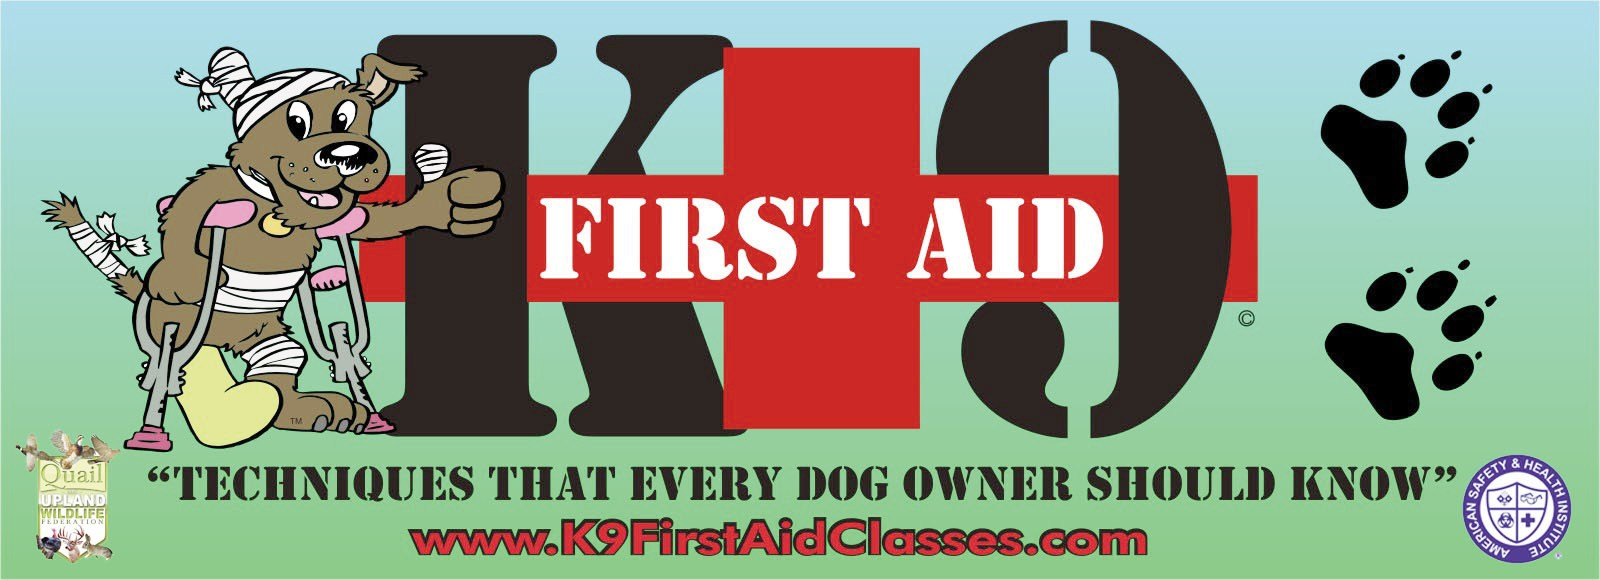 K9
FIRST AID
©
TM
"TECHNIQUES THAT EVERY DOG OWNER SHOULD KNOW"
www.K9FirstAidClasses.com
Quail
UPLAND
WILDLIFE
FEDERATION
AMERICAN SAFETY & HEALTH INSTITUTE
®